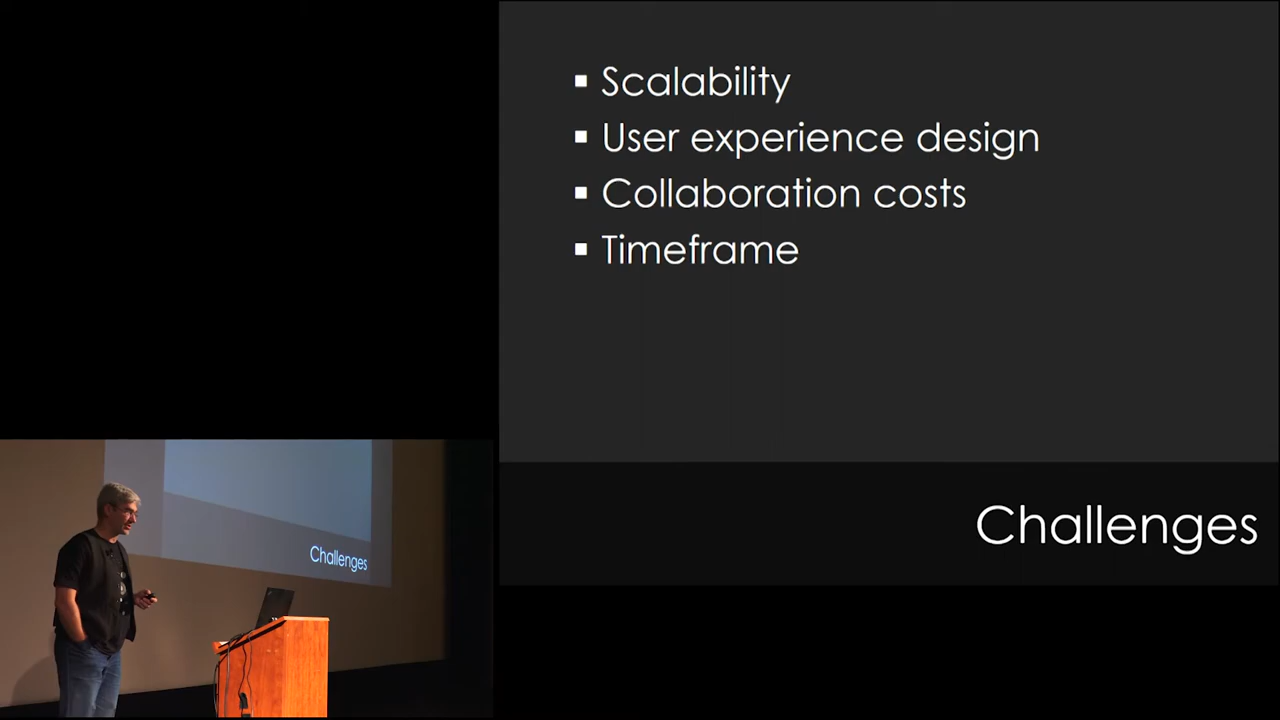 ▪ Scalability
▪ User experience design
▪ Collaboration costs
▪ Timeframe
Challenges
Challenges